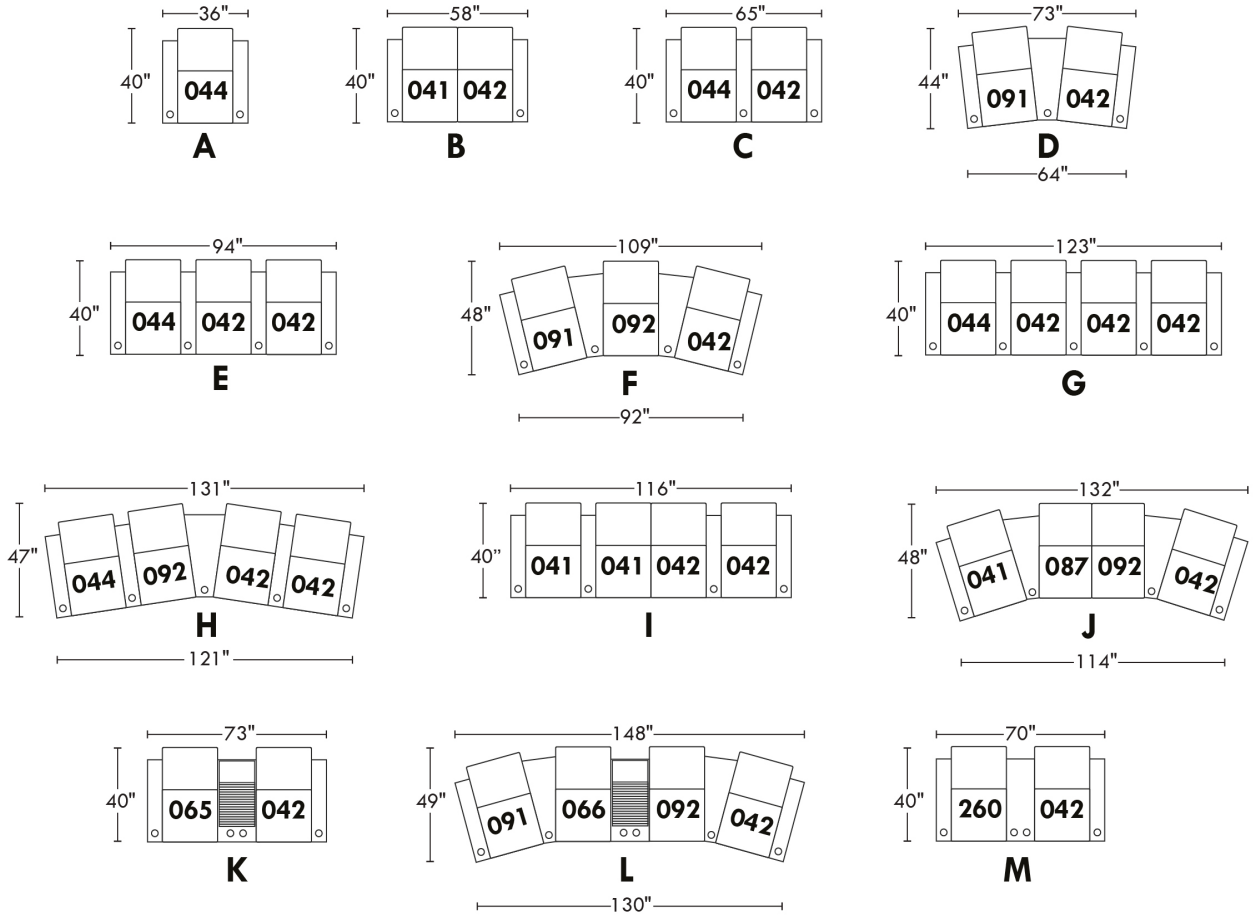 36" 58" 65" 73"
40" 40" 40" 44"
044 041 042 044 042 091 042
A B C D
64"
94" 109" 123"
40" 48" 40"
044 042 042 091 092 042 044 042 042 042
E F G
92"
131" 116" 132"
47" 40” 48"
044 092 042 042 041 041 042 042 041 087 092 042
H I J
121" 114"
73" 148" 70"
40" 49" 40"
065 042 091 066 092 042 260 042
K L M
130"